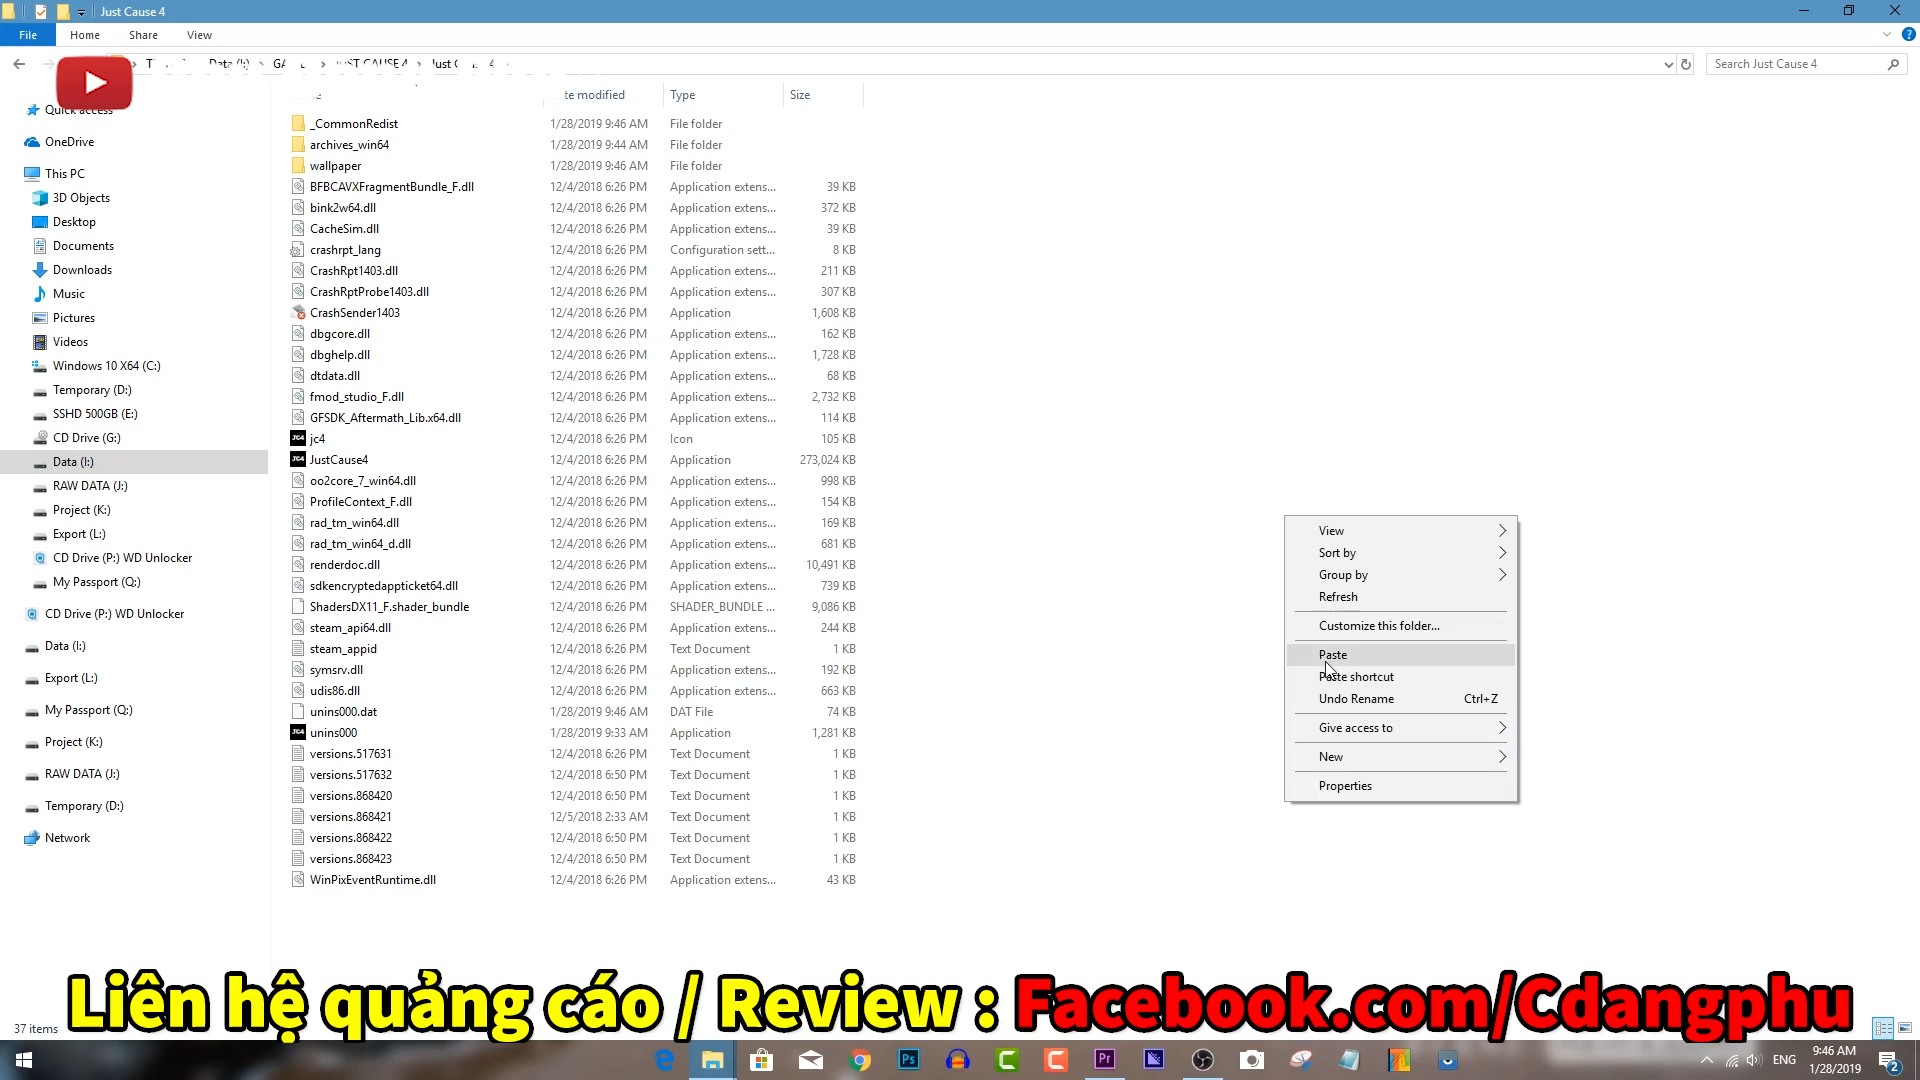 Just Cause 4
File Home Share View
Data (I:) JUST CAUSE 4 Search Just Cause 4
Date modified Type Size
Quick access
OneDrive
This PC
3D Objects
Desktop
Documents
Downloads
Music
Pictures
Videos
Windows 10 X64 (C:)
Temporary (D:)
SSHD 500GB (E:)
CD Drive (G:)
Data (I:)
RAW DATA (J:)
Project (K:)
Export (L:)
CD Drive (P:) WD Unlocker
My Passport (Q:)
CD Drive (P:) WD Unlocker
Data (I:)
Export (L:)
My Passport (Q:)
Project (K:)
RAW DATA (J:)
Temporary (D:)
Network
_CommonRedist 1/28/2019 9:46 AM File folder
archives_win64 1/28/2019 9:44 AM File folder
wallpaper 1/28/2019 9:46 AM File folder
BFBCAVXFragmentBundle_F.dll 12/4/2018 6:26 PM Application extens... 39 KB
bink2w64.dll 12/4/2018 6:26 PM Application extens... 372 KB
CacheSim.dll 12/4/2018 6:26 PM Application extens... 39 KB
crashrpt_lang 12/4/2018 6:26 PM Configuration sett... 8 KB
CrashRpt1403.dll 12/4/2018 6:26 PM Application extens... 211 KB
CrashRptProbe1403.dll 12/4/2018 6:26 PM Application extens... 307 KB
CrashSender1403 12/4/2018 6:26 PM Application 1,608 KB
dbgcore.dll 12/4/2018 6:26 PM Application extens... 162 KB
dbghelp.dll 12/4/2018 6:26 PM Application extens... 1,728 KB
dtdata.dll 12/4/2018 6:26 PM Application extens... 68 KB
fmod_studio_F.dll 12/4/2018 6:26 PM Application extens... 2,732 KB
GFSDK_Aftermath_Lib.x64.dll 12/4/2018 6:26 PM Application extens... 114 KB
jc4 12/4/2018 6:26 PM Icon 105 KB
JustCause4 12/4/2018 6:26 PM Application 273,024 KB
oo2core_7_win64.dll 12/4/2018 6:26 PM Application extens... 998 KB
ProfileContext_F.dll 12/4/2018 6:26 PM Application extens... 154 KB
rad_tm_win64.dll 12/4/2018 6:26 PM Application extens... 169 KB
rad_tm_win64_d.dll 12/4/2018 6:26 PM Application extens... 681 KB
renderdoc.dll 12/4/2018 6:26 PM Application extens... 10,491 KB
sdkencryptedappticket64.dll 12/4/2018 6:26 PM Application extens... 739 KB
ShadersDX11_F.shader_bundle 12/4/2018 6:26 PM SHADER_BUNDLE ... 9,086 KB
steam_api64.dll 12/4/2018 6:26 PM Application extens... 244 KB
steam_appid 12/4/2018 6:26 PM Text Document 1 KB
symsrv.dll 12/4/2018 6:26 PM Application extens... 192 KB
udis86.dll 12/4/2018 6:26 PM Application extens... 663 KB
unins000.dat 1/28/2019 9:46 AM DAT File 74 KB
unins000 1/28/2019 9:33 AM Application 1,281 KB
versions.517631 12/4/2018 6:26 PM Text Document 1 KB
versions.517632 12/4/2018 6:50 PM Text Document 1 KB
versions.868420 12/4/2018 6:50 PM Text Document 1 KB
versions.868421 12/5/2018 2:33 AM Text Document 1 KB
versions.868422 12/4/2018 6:50 PM Text Document 1 KB
versions.868423 12/4/2018 6:50 PM Text Document 1 KB
WinPixEventRuntime.dll 12/4/2018 6:26 PM Application extens... 43 KB
View
Sort by
Group by
Refresh
Customize this folder...
Paste
Paste shortcut
Undo Rename Ctrl+Z
Give access to
New
Properties
Liên hệ quảng cáo / Review : Facebook.com/Cdangphu
37 items
ENG 9:46 AM
1/28/2019